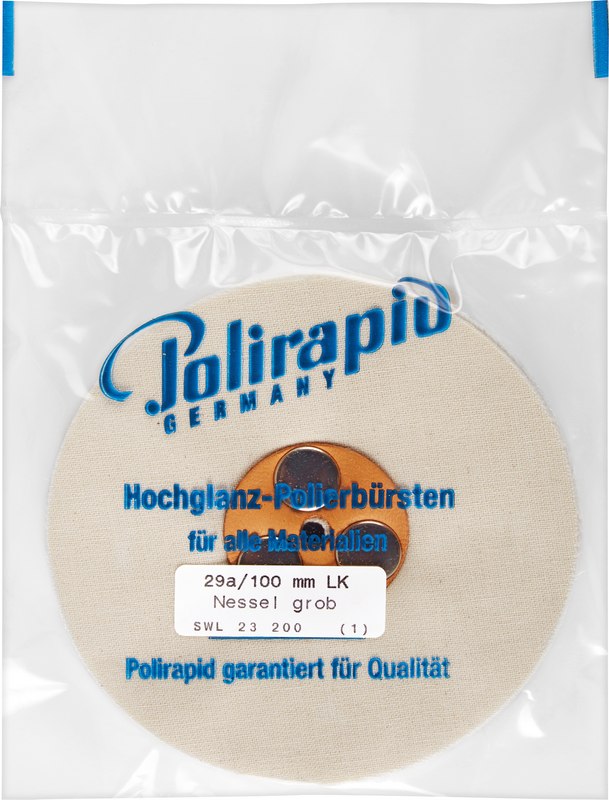 Polirapid
GERMANY
Hochglanz-Polierbürsten
für alle Materialien
29a/100 mm LK
Nessel grob
SWL 23 200 (1)
Polirapid garantiert für Qualität